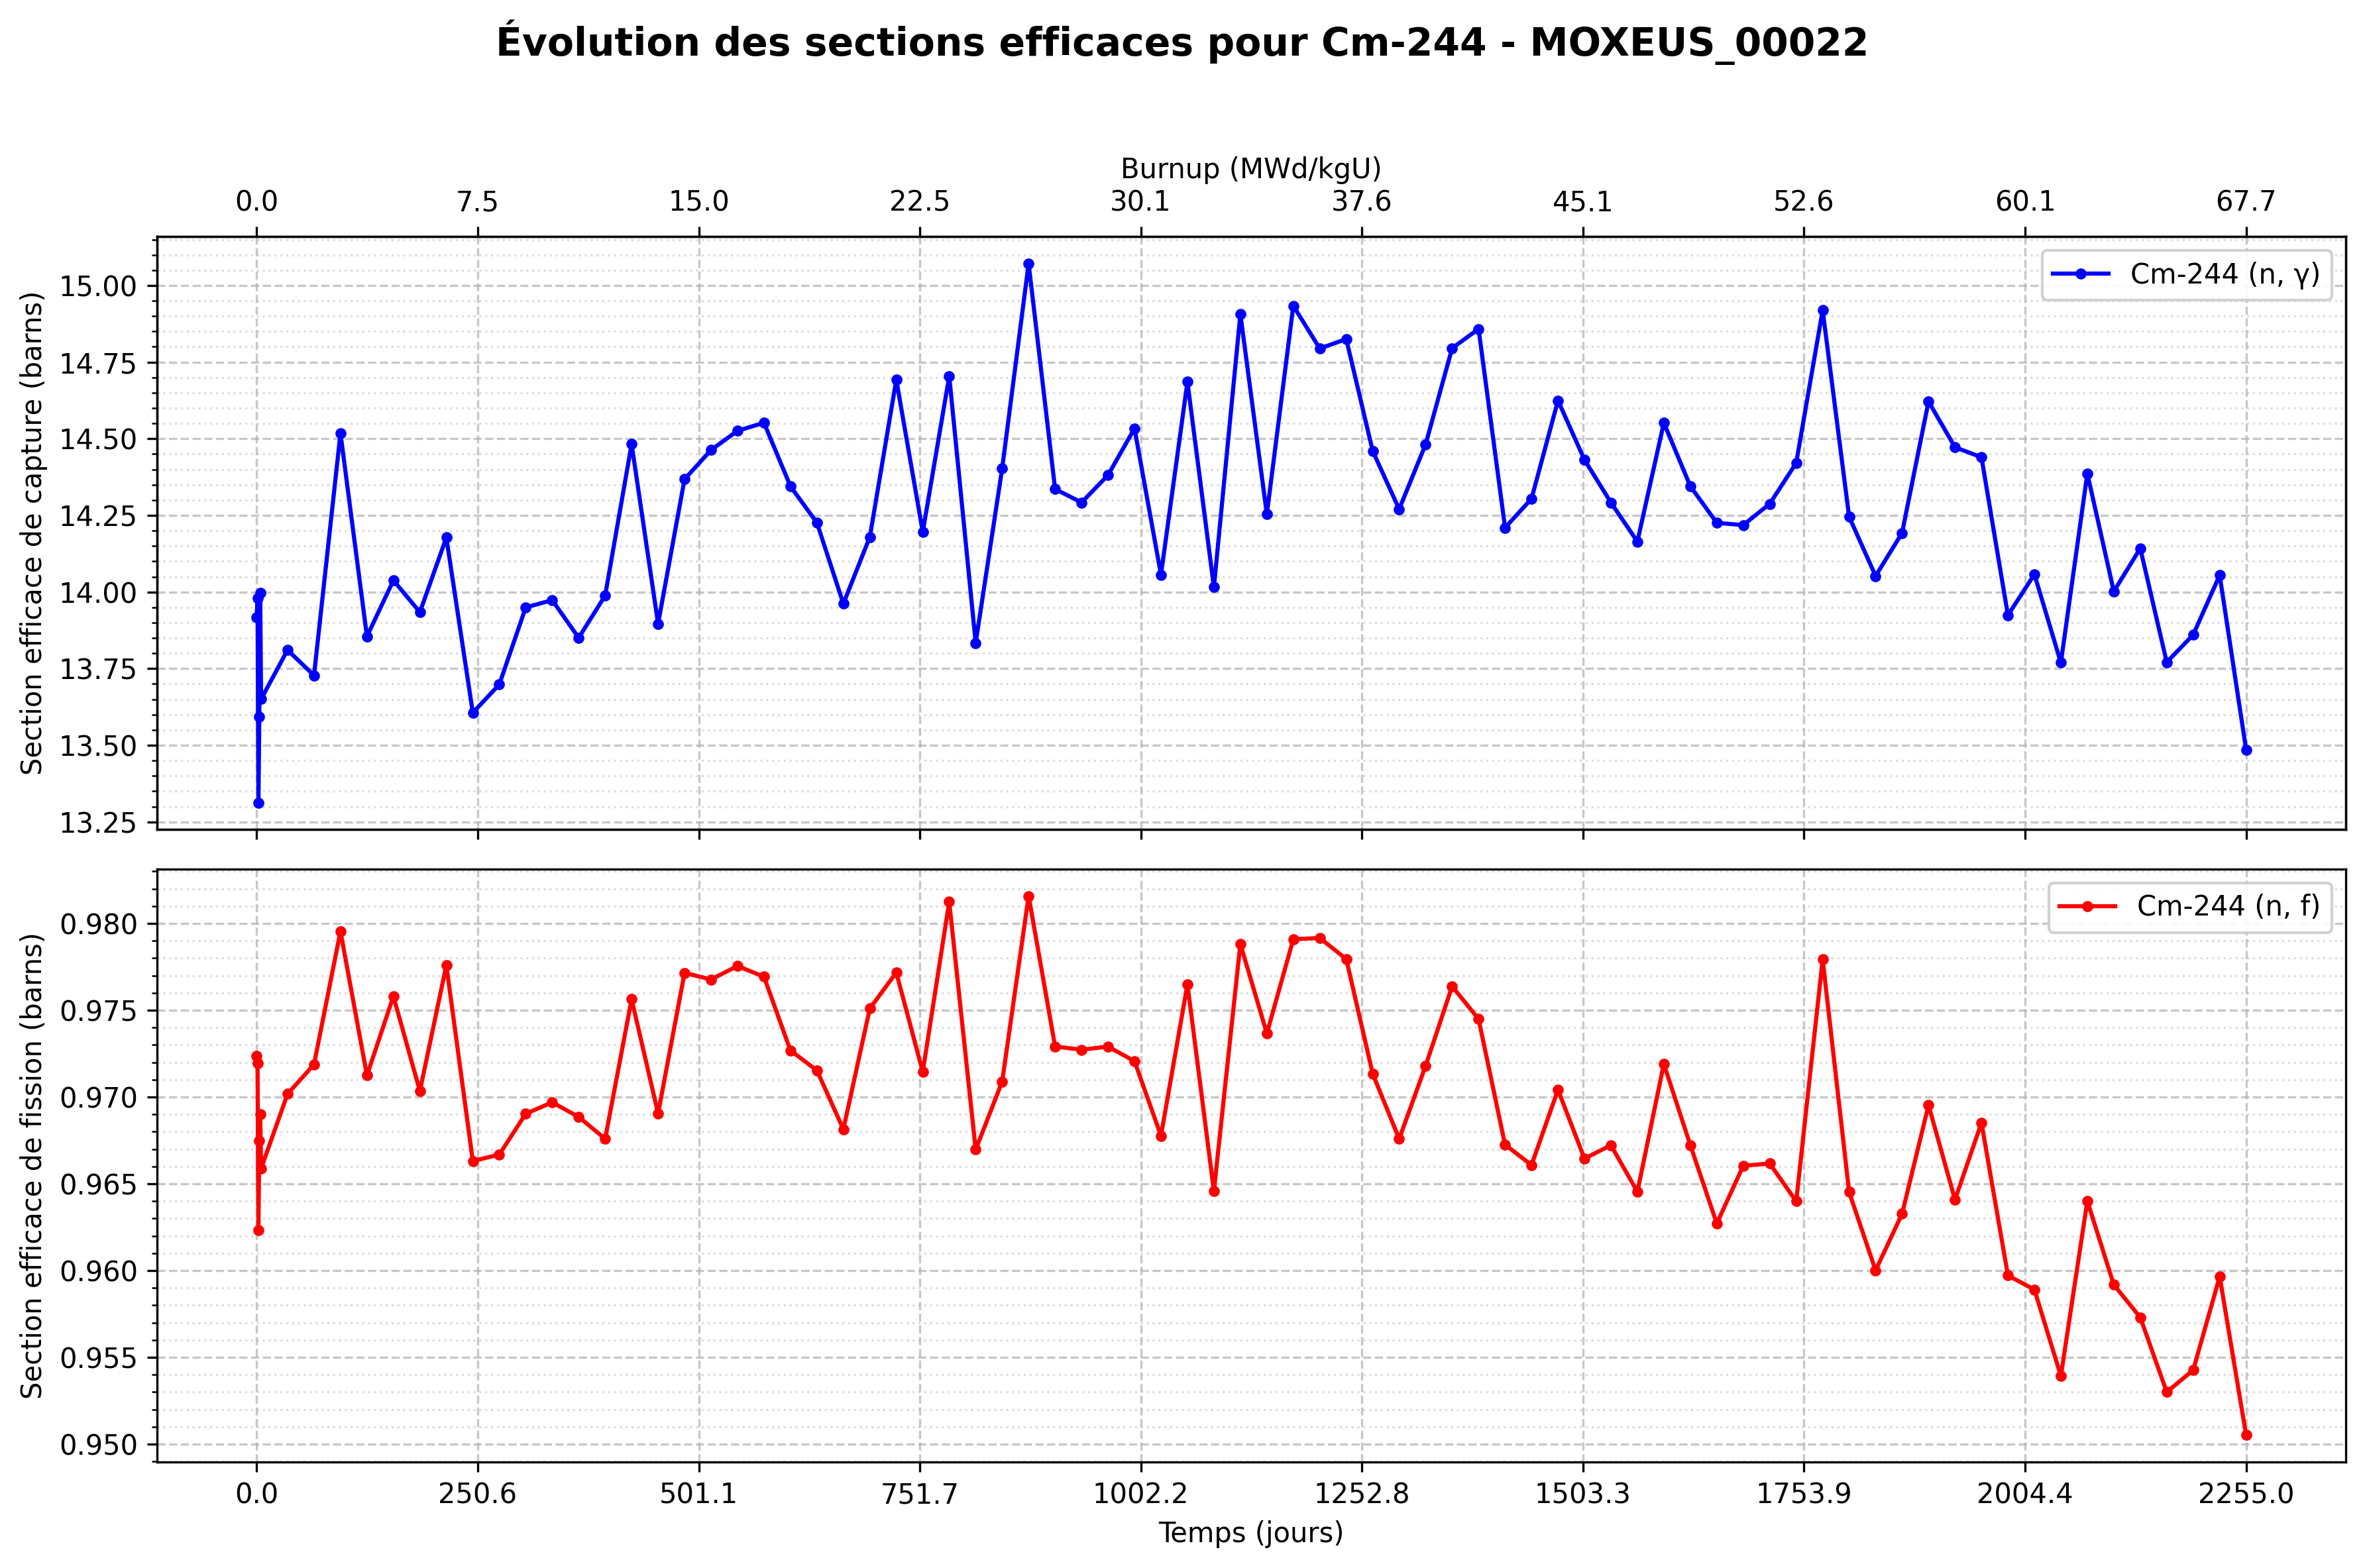 Évolution des sections efficaces pour Cm-244 - MOXEUS_00022
Burnup (MWd/kgU)
0.0 7.5 15.0 22.5 30.1 37.6 45.1 52.6 60.1 67.7
Section efficace de capture (barns)
15.00
14.75
14.50
14.25
14.00
13.75
13.50
13.25
Cm-244 (n, γ)
Section efficace de fission (barns)
0.980
0.975
0.970
0.965
0.960
0.955
0.950
Cm-244 (n, f)
0.0 250.6 501.1 751.7 1002.2 1252.8 1503.3 1753.9 2004.4 2255.0
Temps (jours)